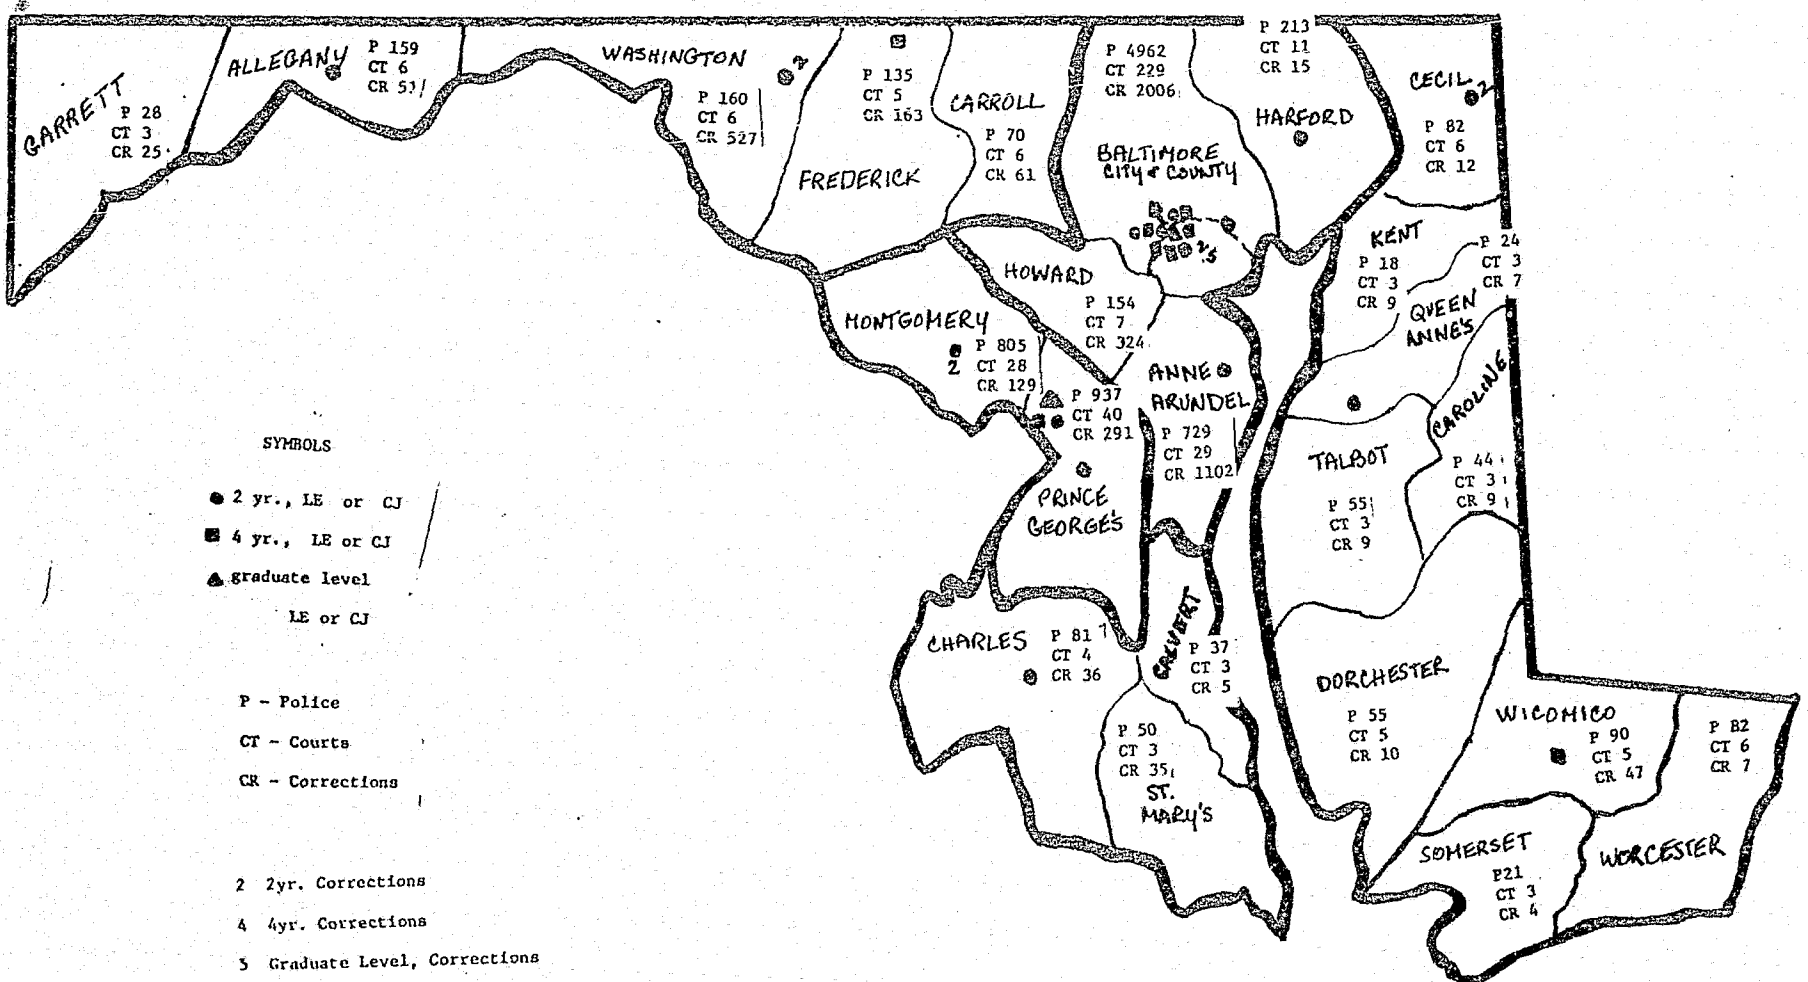 GARRETT
P 28
CT 3
CR 25
ALLEGANY
P 159
CT 6
WASHINGTON
2
P 160
CT 6
CR 527
FREDERICK
P 135
CT 5
CR 163
CARROLL
P 70
CT 6
CR 61
P 4962
CT 229
CR 2006
BALTIMORE
CITY & COUNTY
2
P 213
CT 11
CR 15
HARFORD
CECIL
2
P 82
CT 6
CR 12
KENT
P 18
CT 3
CR 9
P 24
CT 3
CR 7
QUEEN
ANNE'S
HOWARD
P 154
CT 7
CR 324
MONTGOMERY
2
P 805
CT 28
CR 129
P 937
CT 40
CR 291
PRINCE
GEORGE'S
ANNE
ARUNDEL
P 729
CT 29
CR 1102
CAROLINE
P 44
CT 3
CR 9
TALBOT
P 55
CT 3
CR 9
CHARLES
P 81
CT 4
CR 36
CALVERT
P 37
CT 3
CR 5
P 50
CT 3
CR 35
ST.
MARY'S
DORCHESTER
P 55
CT 5
CR 10
WICOMICO
P 90
CT 5
CR 47
P 82
CT 6
CR 7
WORCESTER
SOMERSET
P21
CT 3
CR 4
SYMBOLS
2 yr., LE or CJ
4 yr., LE or CJ
graduate level
LE or CJ
P - Police
CT - Courts
CR - Corrections
2 2yr. Corrections
4 4yr. Corrections
5 Graduate Level, Corrections